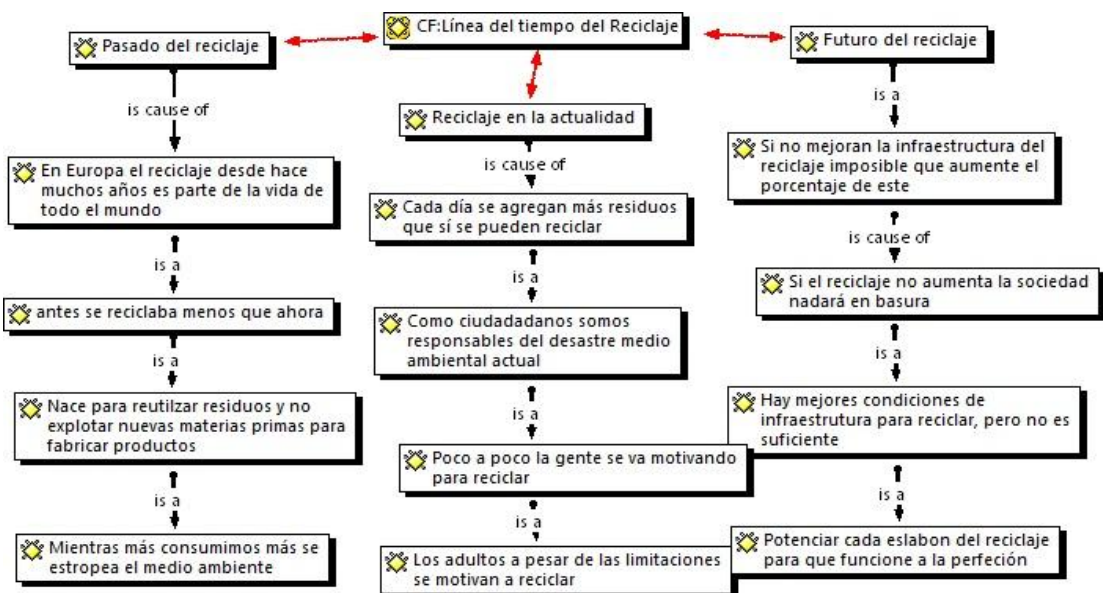 CF:Línea del tiempo del Reciclaje
Pasado del reciclaje
is cause of
En Europa el reciclaje desde hace
muchos años es parte de la vida de
todo el mundo
is a
antes se reciclaba menos que ahora
is a
Nace para reutilzar residuos y no
explotar nuevas materias primas para
fabricar productos
is a
Mientras más consumimos más se
estropea el medio ambiente
Reciclaje en la actualidad
is cause of
Cada día se agregan más residuos
que sí se pueden reciclar
is a
Como ciudadadanos somos
responsables del desastre medio
ambiental actual
is a
Poco a poco la gente se va motivando
para reciclar
is a
Los adultos a pesar de las limitaciones
se motivan a reciclar
Futuro del reciclaje
is a
Si no mejoran la infraestructura del
reciclaje imposible que aumente el
porcentaje de este
is cause of
Si el reciclaje no aumenta la sociedad
nadará en basura
is a
Hay mejores condiciones de
infraestrutura para reciclar, pero no es
suficiente
is a
Potenciar cada eslabon del reciclaje
para que funcione a la perfeción